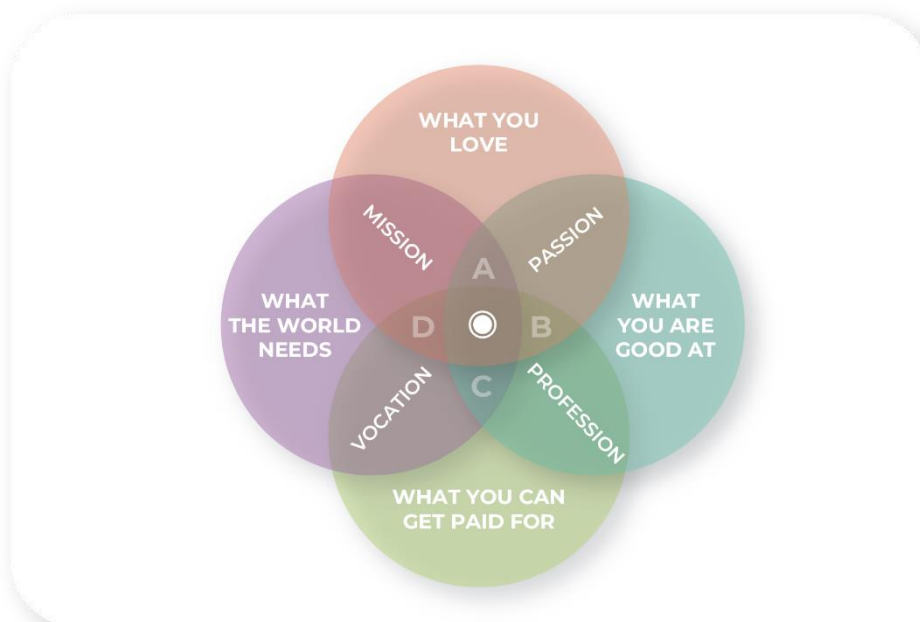 WHAT YOU
LOVE
MISSION
PASSION
A
WHAT
THE WORLD
NEEDS
D
B
WHAT
YOU ARE
GOOD AT
C
VOCATION
PROFESSION
WHAT YOU CAN
GET PAID FOR